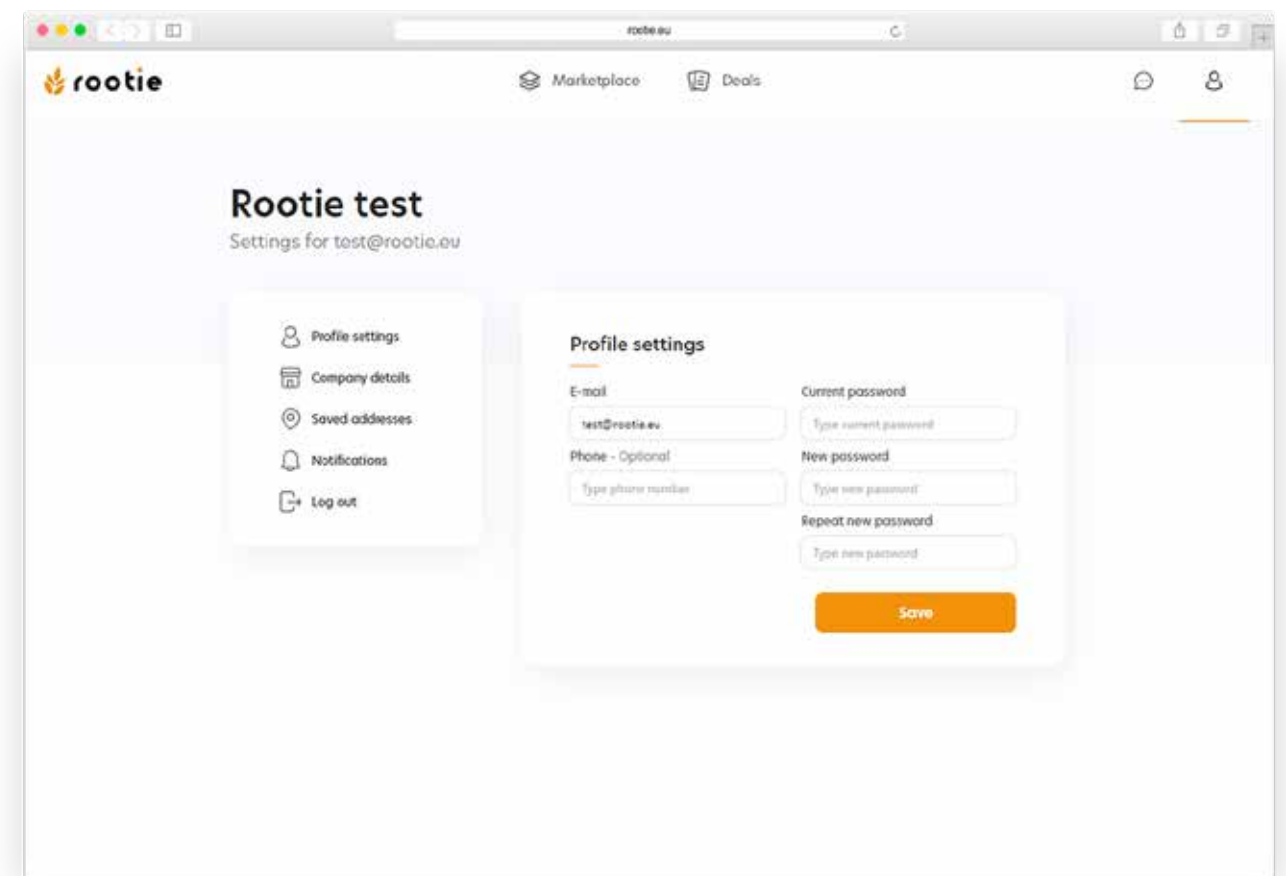 rootie.eu
rootie
Marketplace
Deals
Rootie test
Settings for test@rootie.eu
Profile settings
Company details
Saved addresses
Notifications
Log out
Profile settings
E-mail
test@rootie.eu
Phone - Optional
Type phone number
Current password
Type current password
New password
Type new password
Repeat new password
Type new password
Save